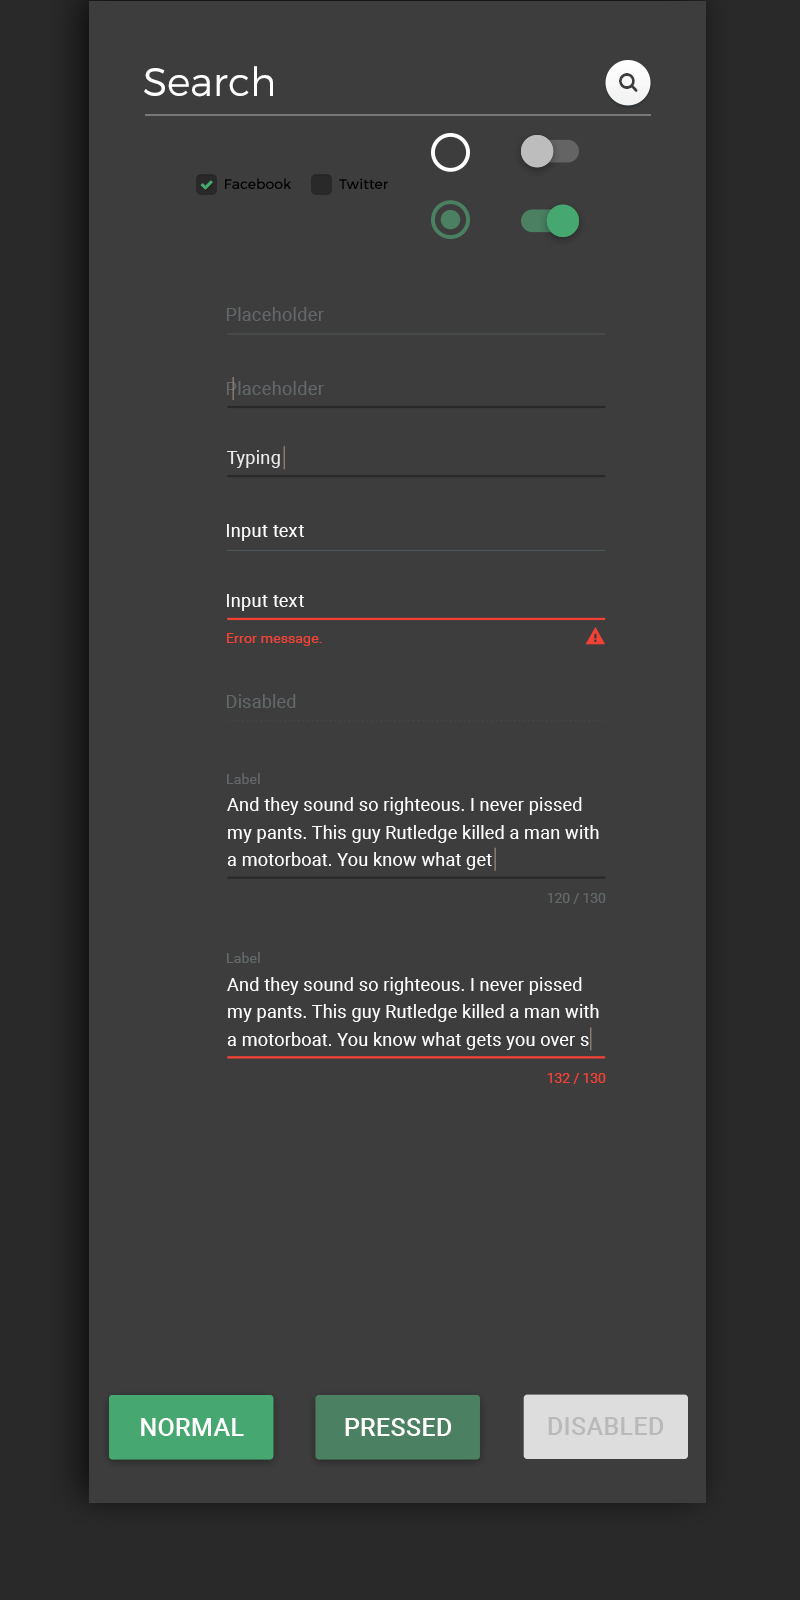 Search
Facebook Twitter
Placeholder
Placeholder
Typing
Input text
Input text
Error message.
Disabled
Label
And they sound so righteous. I never pissed
my pants. This guy Rutledge killed a man with
a motorboat. You know what get
120 / 130
Label
And they sound so righteous. I never pissed
my pants. This guy Rutledge killed a man with
a motorboat. You know what gets you over s
132 / 130
NORMAL PRESSED DISABLED